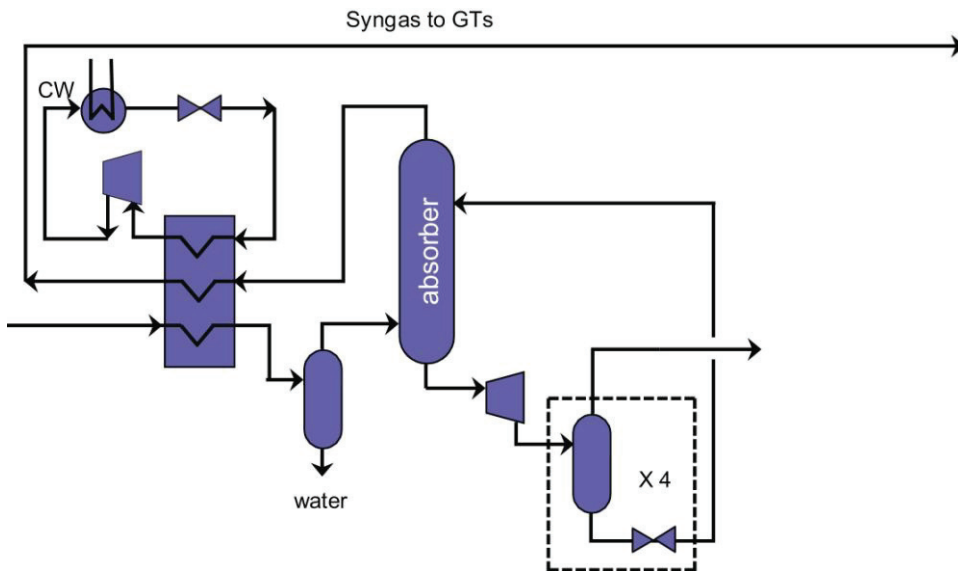 Syngas to GTs
CW
absorber
X 4
water